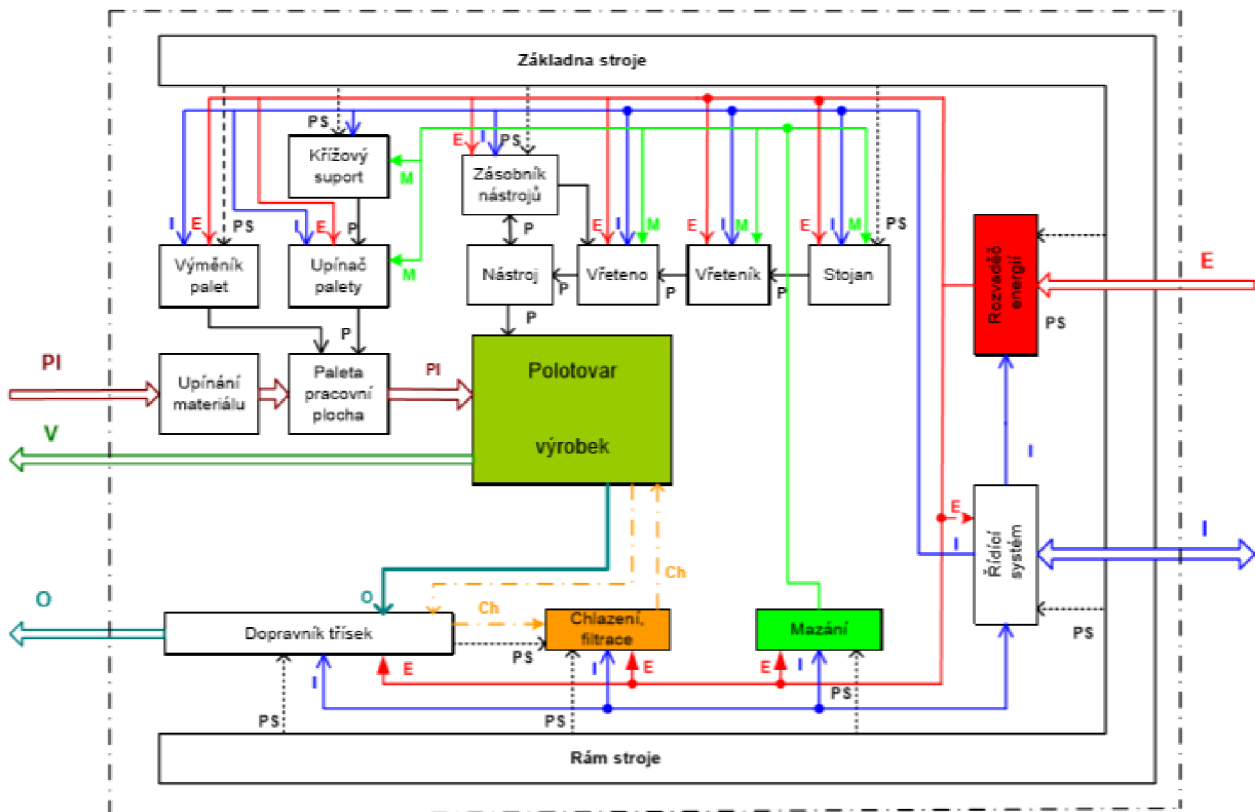 Základna stroje
PS
E
I
PS
Křížový
suport
M
Zásobník
nástrojů
I
E
PS
I
E
P
E
I
M
E
I
M
E
I
M
PS
Výměník
palet
Upínač
palety
M
Nástroj
P
Vřeteno
P
Vřeteník
P
Stojan
Rozvaděč
energií
E
PS
P
P
PI
Upínání
materiálu
Paleta
pracovní
plocha
PI
Polotovar
výrobek
V
I
E
I
Řídící
systém
I
Ch
O
O
Ch
Dopravník třísek
Chlazení,
filtrace
Mazání
PS
PS
E
I
I
E
E
I
PS
PS
PS
Rám stroje